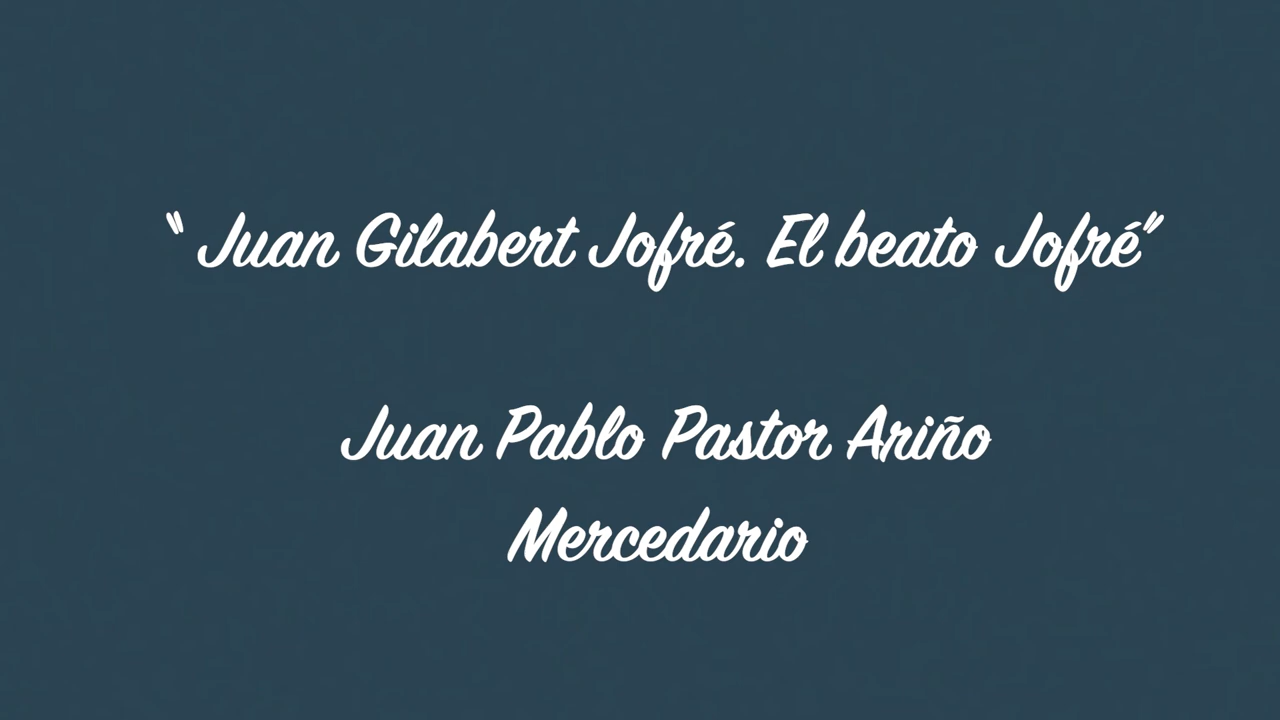 “ Juan Gilabert Jofré. El beato Jofré”
Juan Pablo Pastor Ariño
Mercedario